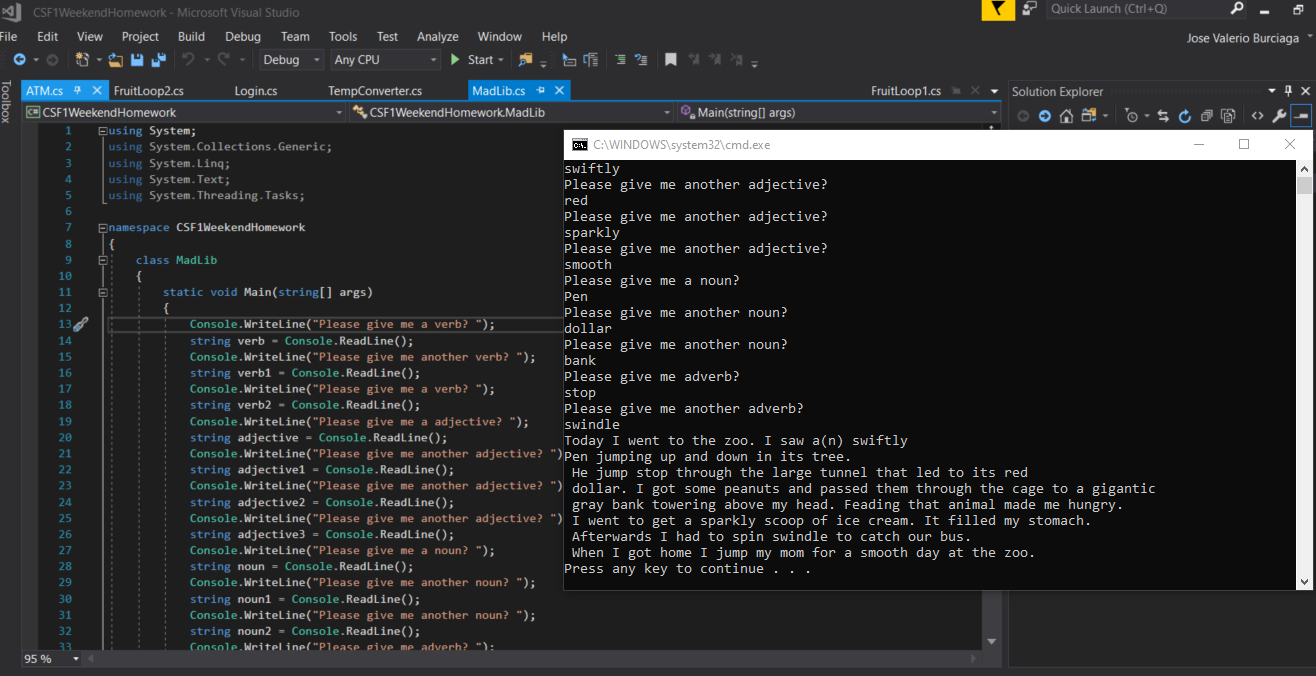 CSF1WeekendHomework - Microsoft Visual Studio
Quick Launch (Ctrl+Q)
File Edit View Project Build Debug Team Tools Test Analyze Window Help
Jose Valerio Burciaga
Debug Any CPU Start
Toolbox
ATM.cs FruitLoop2.cs Login.cs TempConverter.cs MadLib.cs FruitLoop1.cs
Solution Explorer
CSF1WeekendHomework CSF1WeekendHomework.MadLib Main(string[] args)
1 using System;
2 using System.Collections.Generic;
3 using System.Linq;
4 using System.Text;
5 using System.Threading.Tasks;
6
7 namespace CSF1WeekendHomework
8 {
9 class MadLib
10 {
11 static void Main(string[] args)
12 {
13 Console.WriteLine("Please give me a verb? ");
14 string verb = Console.ReadLine();
15 Console.WriteLine("Please give me another verb? ");
16 string verb1 = Console.ReadLine();
17 Console.WriteLine("Please give me a verb? ");
18 string verb2 = Console.ReadLine();
19 Console.WriteLine("Please give me a adjective? ");
20 string adjective = Console.ReadLine();
21 Console.WriteLine("Please give me another adjective? ")
22 string adjective1 = Console.ReadLine();
23 Console.WriteLine("Please give me another adjective? ")
24 string adjective2 = Console.ReadLine();
25 Console.WriteLine("Please give me another adjective? ")
26 string adjective3 = Console.ReadLine();
27 Console.WriteLine("Please give me a noun? ");
28 string noun = Console.ReadLine();
29 Console.WriteLine("Please give me another noun? ");
30 string noun1 = Console.ReadLine();
31 Console.WriteLine("Please give me another noun? ");
32 string noun2 = Console.ReadLine();
33 Console.WriteLine("Please give me adverb? ");
95 %
C:\WINDOWS\system32\cmd.exe
swiftly
Please give me another adjective?
red
Please give me another adjective?
sparkly
Please give me another adjective?
smooth
Please give me a noun?
Pen
Please give me another noun?
dollar
Please give me another noun?
bank
Please give me adverb?
stop
Please give me another adverb?
swindle
Today I went to the zoo. I saw a(n) swiftly
Pen jumping up and down in its tree.
He jump stop through the large tunnel that led to its red
dollar. I got some peanuts and passed them through the cage to a gigantic
gray bank towering above my head. Feading that animal made me hungry.
I went to get a sparkly scoop of ice cream. It filled my stomach.
Afterwards I had to spin swindle to catch our bus.
When I got home I jump my mom for a smooth day at the zoo.
Press any key to continue . . .